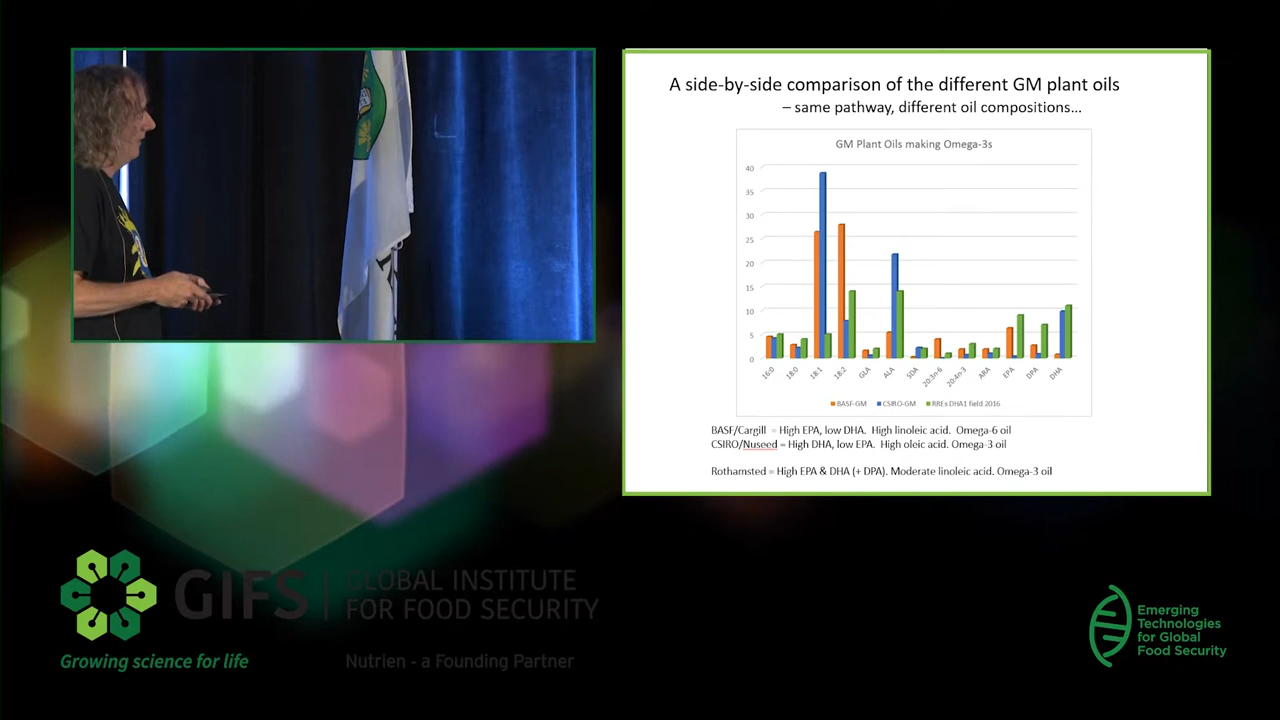 A side-by-side comparison of the different GM plant oils
– same pathway, different oil compositions...
GM Plant Oils making Omega-3s
40
35
30
25
20
15
10
5
0
16:0 18:0 18:1 18:2 GLA ALA SDA 20:3n-6 20:4n-3 ARA EPA DPA DHA
BASF-GM CSIRO-GM RREs DHA1 field 2016
BASF/Cargill = High EPA, low DHA. High linoleic acid. Omega-6 oil
CSIRO/Nuseed = High DHA, low EPA. High oleic acid. Omega-3 oil
Rothamsted = High EPA & DHA (+ DPA). Moderate linoleic acid. Omega-3 oil
GIFS
GLOBAL INSTITUTE
FOR FOOD SECURITY
Growing science for life
Nutrien - a Founding Partner
Emerging
Technologies
for Global
Food Security